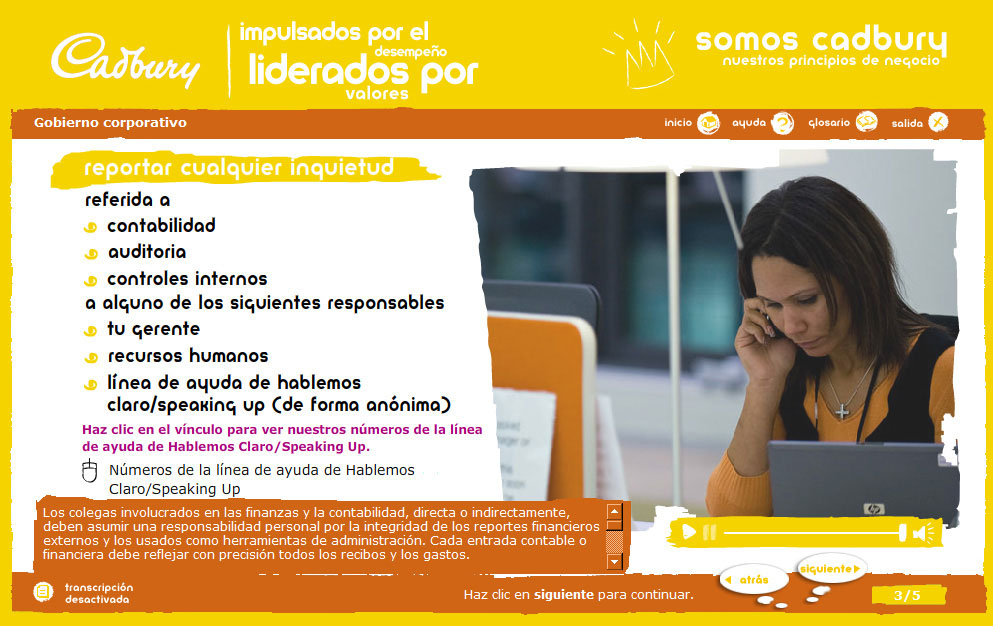 Cadbury
impulsados por el
desempeño
liderados por
valores
somos cadbury
nuestros principios de negocio
Gobierno corporativo
inicio
ayuda
glosario
salida
reportar cualquier inquietud
referida a
contabilidad
auditoria
controles internos
a alguno de los siguientes responsables
tu gerente
recursos humanos
línea de ayuda de hablemos
claro/speaking up (de forma anónima)
Haz clic en el vínculo para ver nuestros números de la línea
de ayuda de Hablemos Claro/Speaking Up.
Números de la línea de ayuda de Hablemos
Claro/Speaking Up
Los colegas involucrados en las finanzas y la contabilidad, directa o indirectamente,
deben asumir una responsabilidad personal por la integridad de los reportes financieros
externos y los usados como herramientas de administración. Cada entrada contable o
financiera debe reflejar con precisión todos los recibos y los gastos.
hp
transcripción
desactivada
Haz clic en siguiente para continuar.
atrás
siguiente
3/5